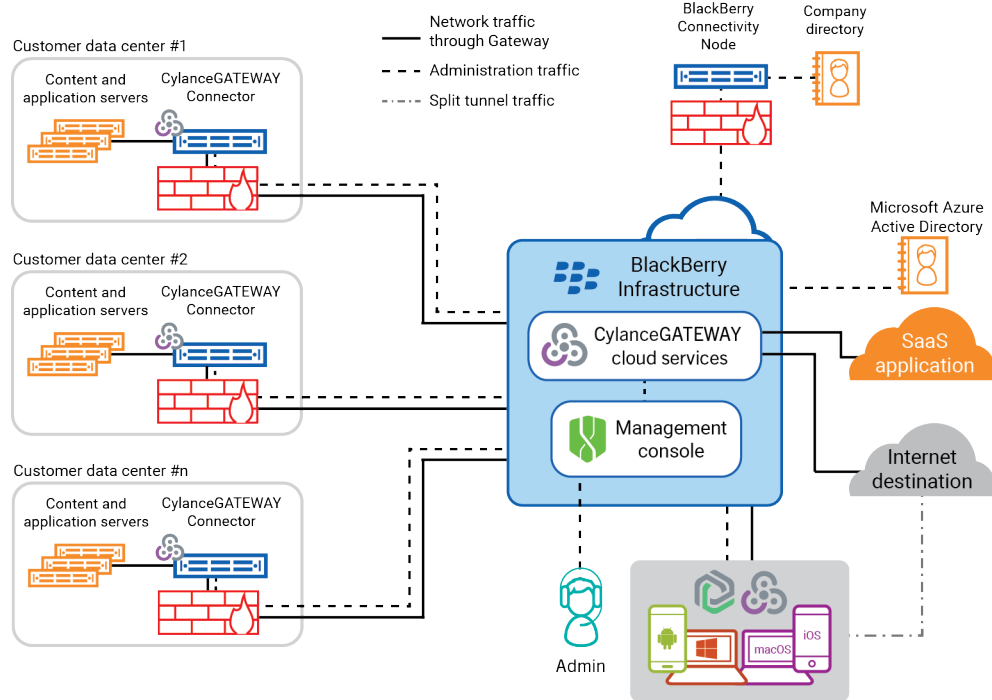 Network traffic
through Gateway
Administration traffic
Split tunnel traffic
BlackBerry
Connectivity
Node
Company
directory
Customer data center #1
Content and
application servers
CylanceGATEWAY
Connector
Customer data center #2
Content and
application servers
CylanceGATEWAY
Connector
Customer data center #n
Content and
application servers
CylanceGATEWAY
Connector
BlackBerry
Infrastructure
CylanceGATEWAY
cloud services
Management
console
Microsoft Azure
Active Directory
SaaS
application
Internet
destination
Admin
macOS
iOS